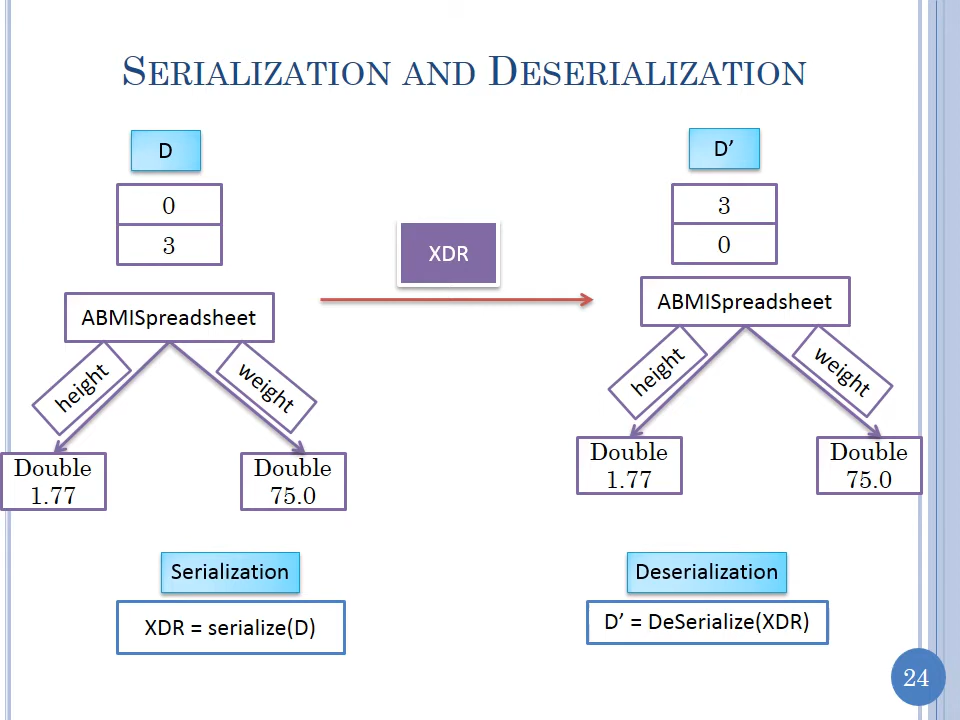 SERIALIZATION AND DESERIALIZATION
D
0
3
ABMISpreadsheet
height
weight
Double
1.77
Double
75.0
XDR
D’
3
0
ABMISpreadsheet
height
weight
Double
1.77
Double
75.0
Serialization
XDR = serialize(D)
Deserialization
D’ = DeSerialize(XDR)
24